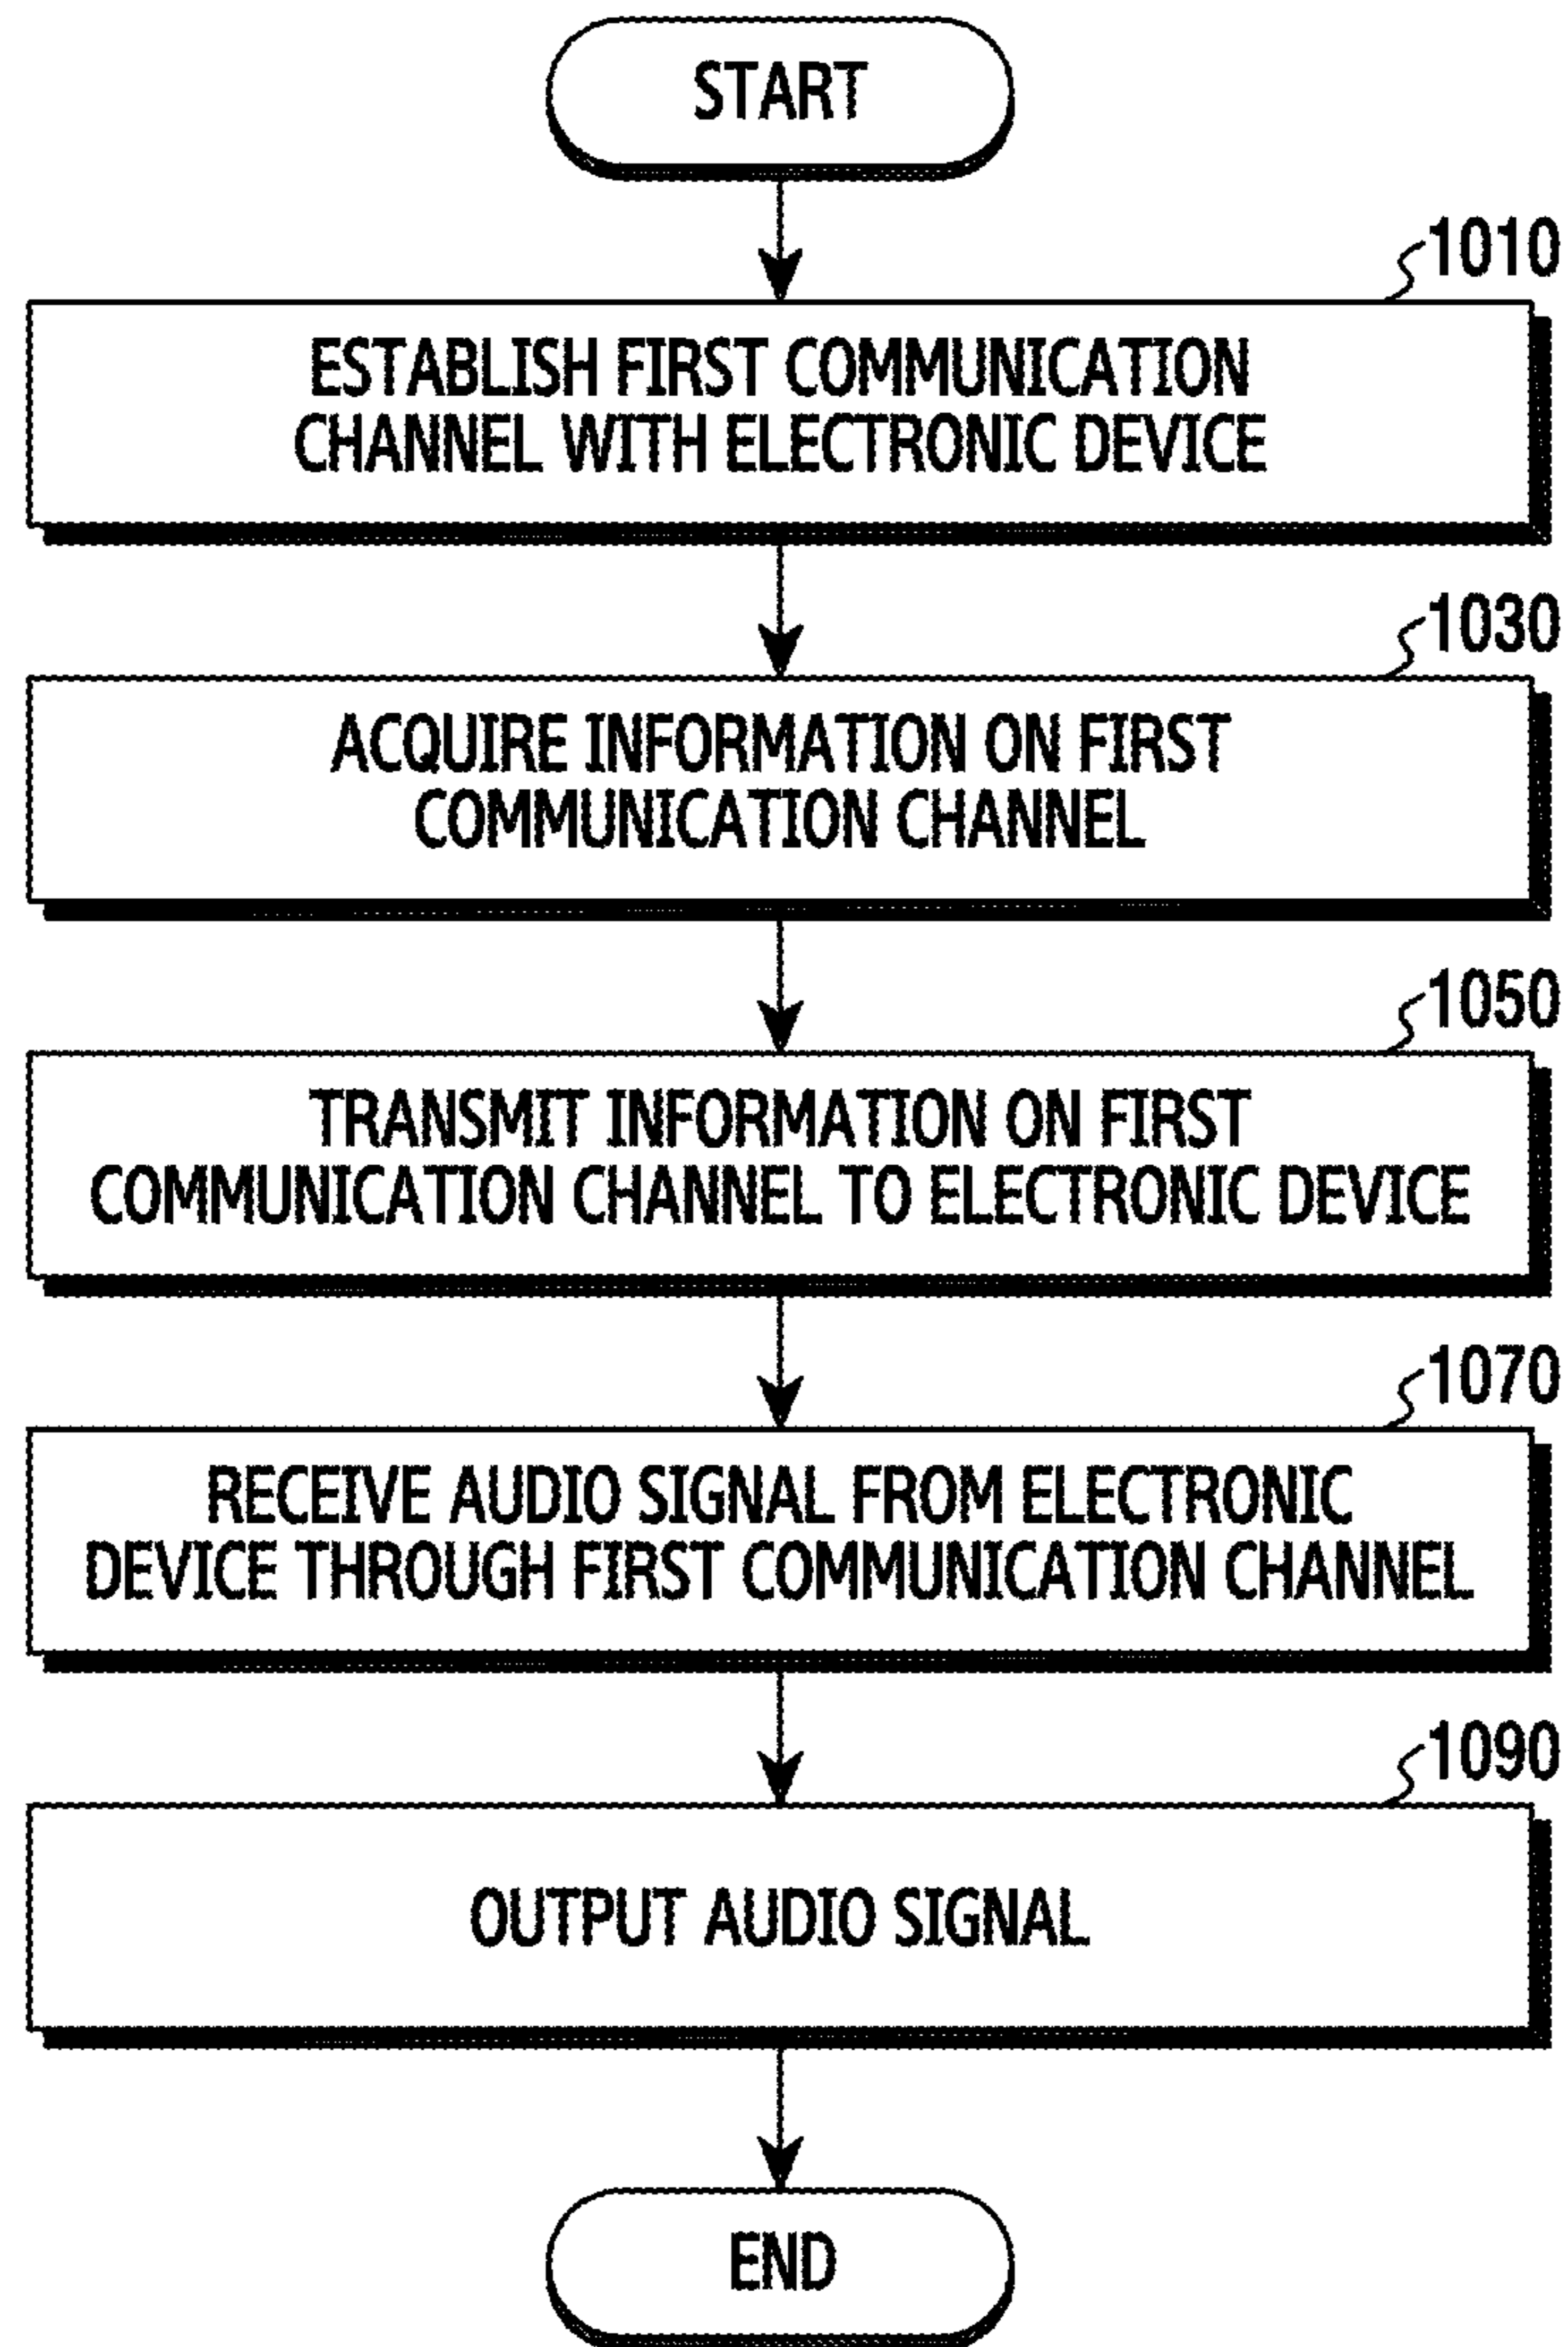 START
1010
ESTABLISH FIRST COMMUNICATION
CHANNEL WITH ELECTRONIC DEVICE
1030
ACQUIRE INFORMATION ON FIRST
COMMUNICATION CHANNEL
1050
TRANSMIT INFORMATION ON FIRST
COMMUNICATION CHANNEL TO ELECTRONIC DEVICE
1070
RECEIVE AUDIO SIGNAL FROM ELECTRONIC
DEVICE THROUGH FIRST COMMUNICATION CHANNEL
1090
OUTPUT AUDIO SIGNAL
END